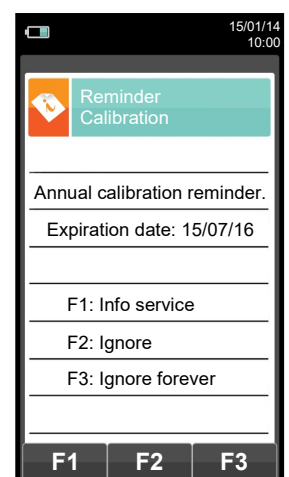 15/01/14
10:00
Reminder
Calibration
Annual calibration reminder.
Expiration date: 15/07/16
F1: Info service
F2: Ignore
F3: Ignore forever
F1 F2 F3